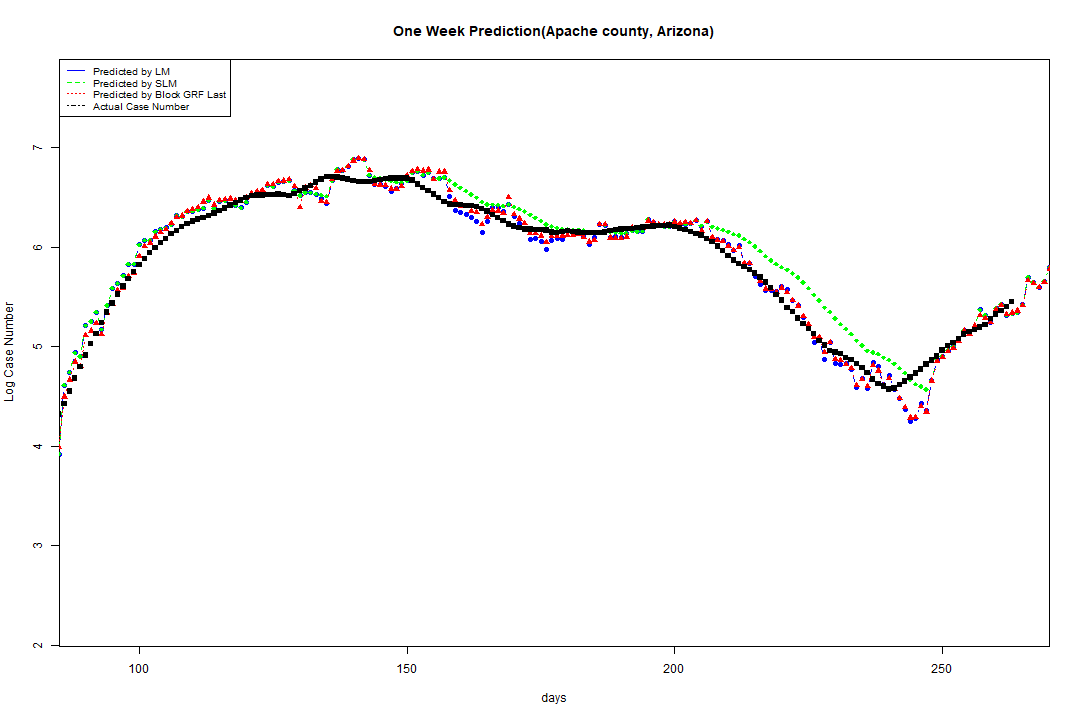 One Week Prediction(Apache county, Arizona)
Predicted by LM
Predicted by SLM
Predicted by Block GRF Last
Actual Case Number
Log Case Number
7
6
5
4
3
2
100
150
200
250
days